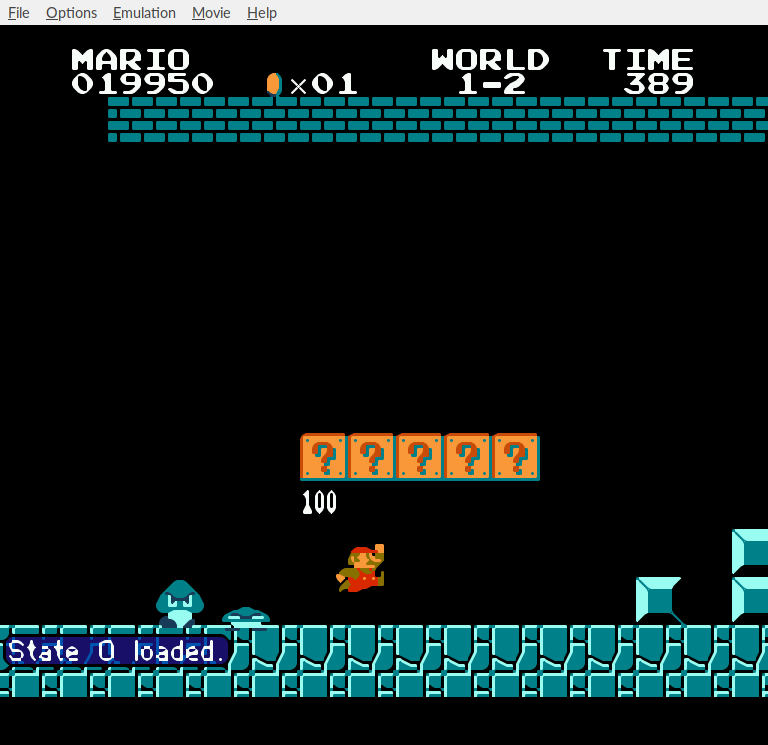 File Options Emulation Movie Help
MARIO WORLD TIME
019950 ×01 1-2 389
? ? ? ? ?
100
State 0 loaded.